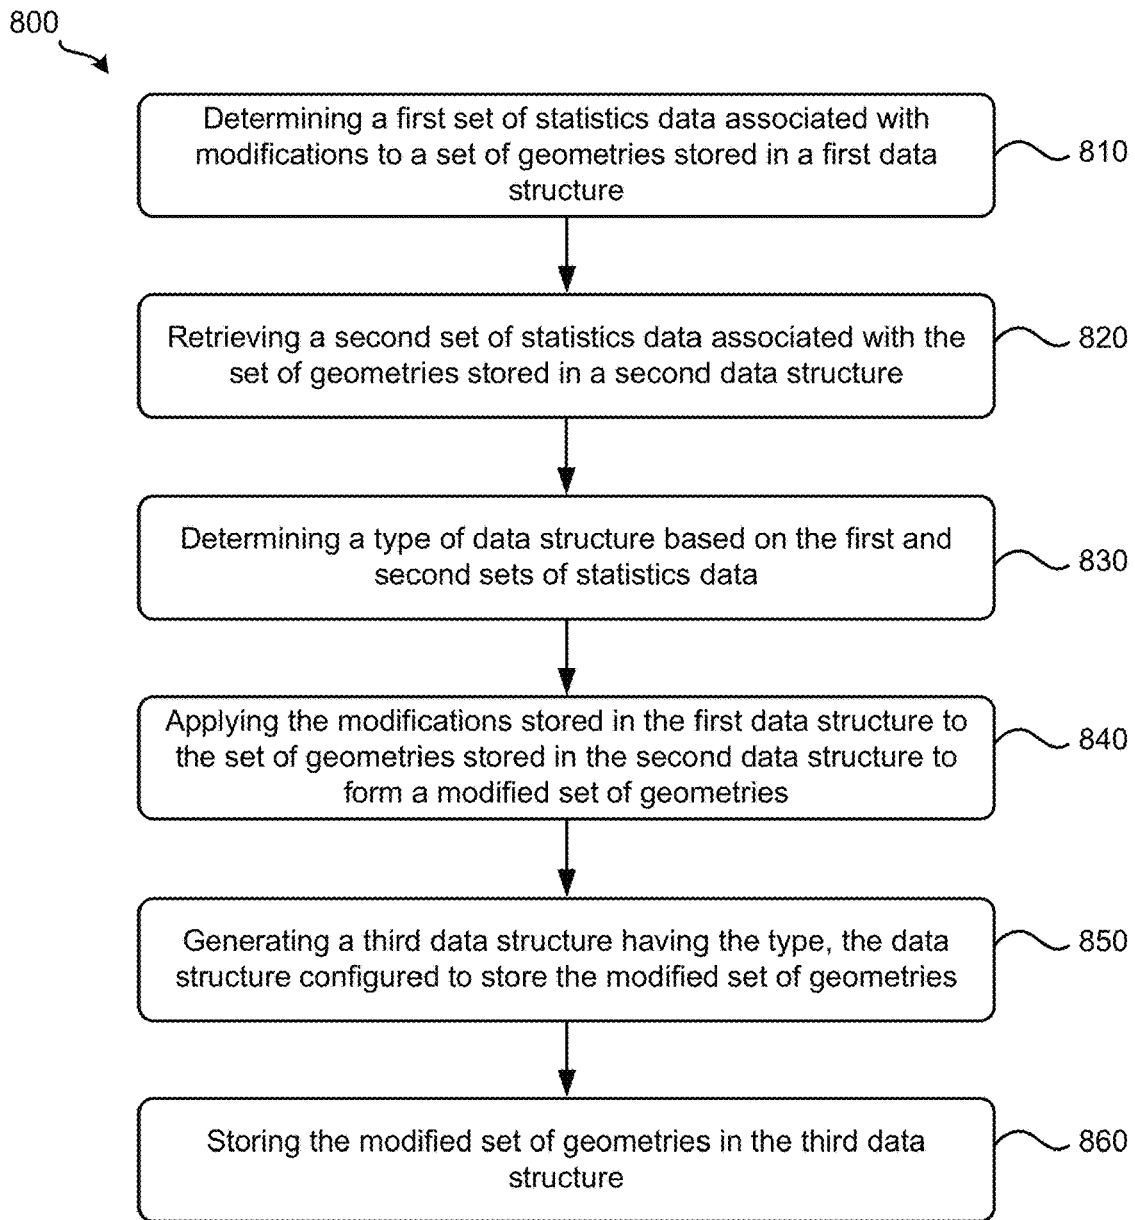 800
Determining a first set of statistics data associated with
modifications to a set of geometries stored in a first data
structure
810
Retrieving a second set of statistics data associated with the
set of geometries stored in a second data structure
820
Determining a type of data structure based on the first and
second sets of statistics data
830
Applying the modifications stored in the first data structure to
the set of geometries stored in the second data structure to
form a modified set of geometries
840
Generating a third data structure having the type, the data
structure configured to store the modified set of geometries
850
Storing the modified set of geometries in the third data
structure
860